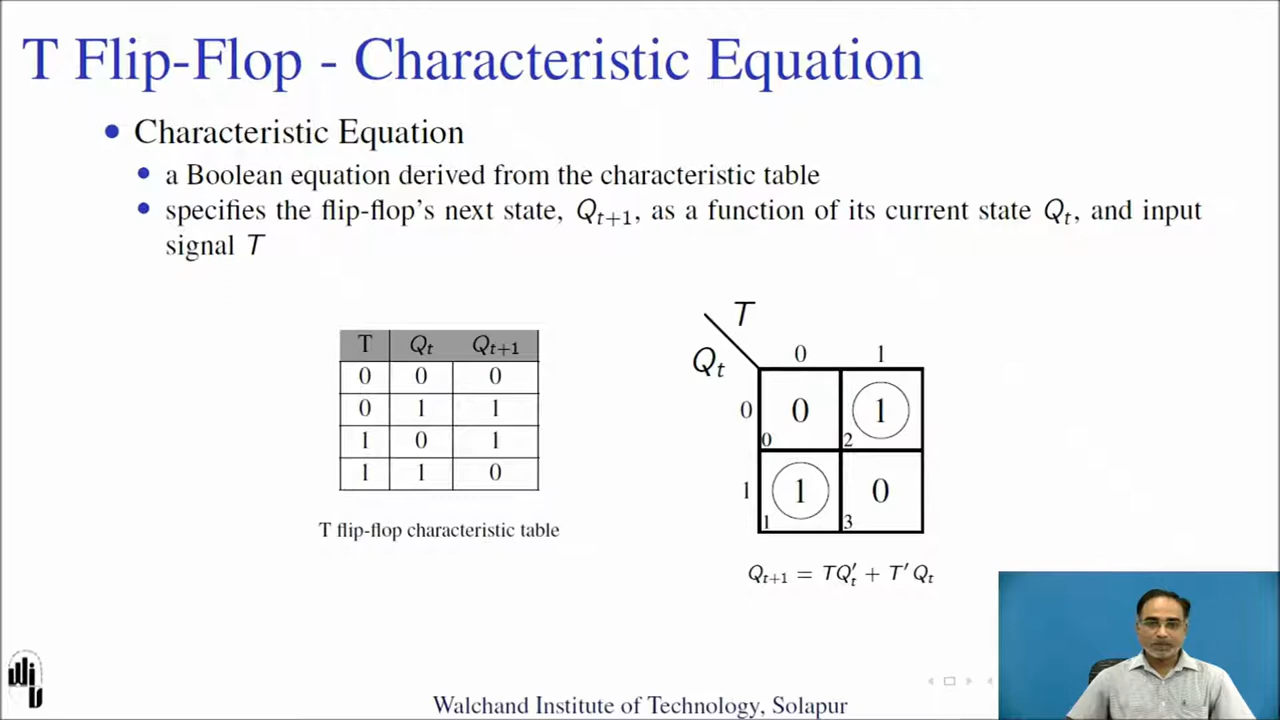 T Flip-Flop - Characteristic Equation
• Characteristic Equation
• a Boolean equation derived from the characteristic table
• specifies the flip-flop's next state, Qt+1, as a function of its current state Qt, and input
signal T
T Qt Qt+1
0 0 0
0 1 1
1 0 1
1 1 0
T flip-flop characteristic table
T
Qt
0 1
0 0 1
0 2
1 1 0
1 3
Qt+1 = TQ't + T'Qt
Walchand Institute of Technology, Solapur